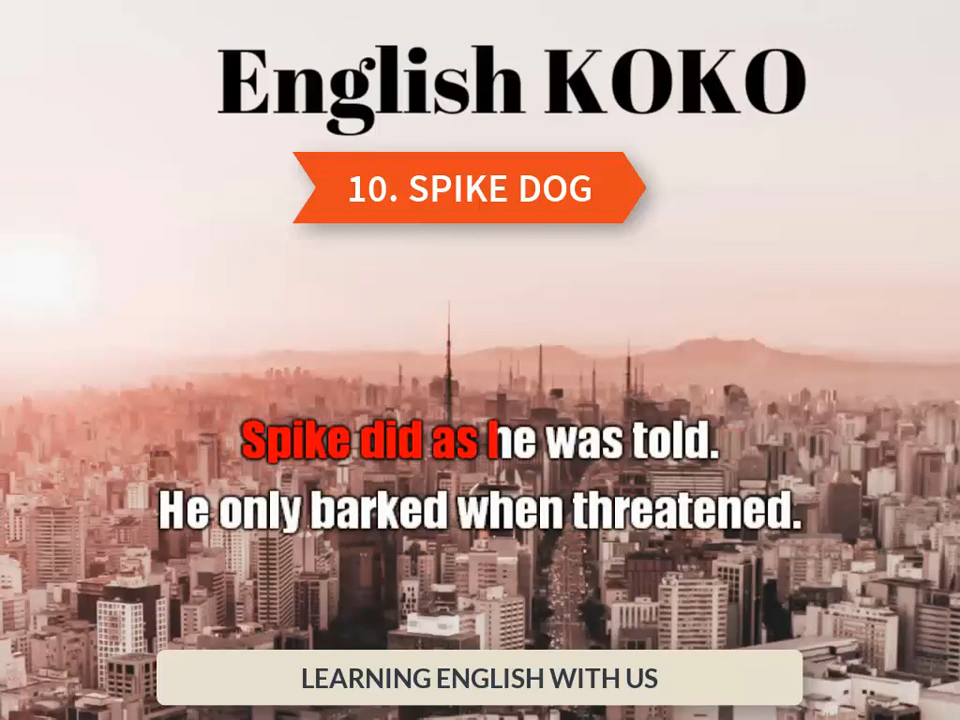 English KOKO
10. SPIKE DOG
Spike did as he was told.
He only barked when threatened.
LEARNING ENGLISH WITH US